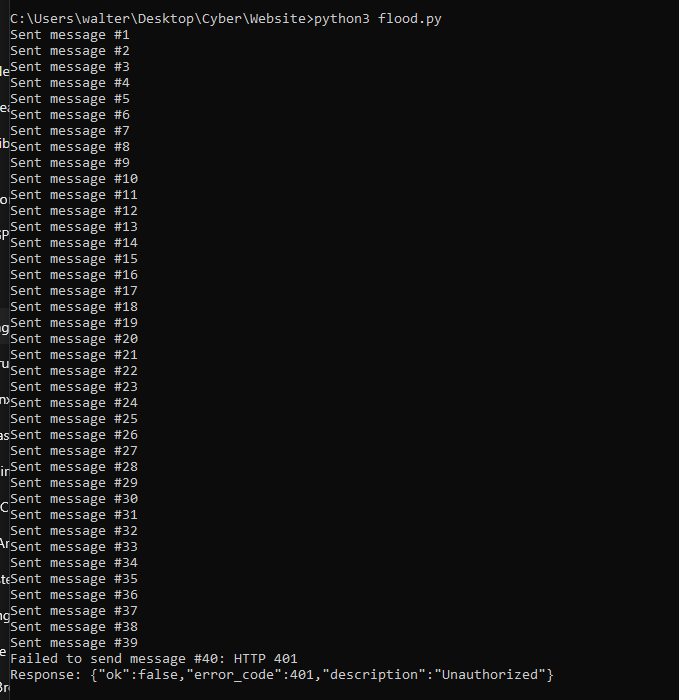 C:\Users\walter\Desktop\Cyber\Website>python3 flood.py
Sent message #1
Sent message #2
Sent message #3
Sent message #4
Sent message #5
Sent message #6
Sent message #7
Sent message #8
Sent message #9
Sent message #10
Sent message #11
Sent message #12
Sent message #13
Sent message #14
Sent message #15
Sent message #16
Sent message #17
Sent message #18
Sent message #19
Sent message #20
Sent message #21
Sent message #22
Sent message #23
Sent message #24
Sent message #25
Sent message #26
Sent message #27
Sent message #28
Sent message #29
Sent message #30
Sent message #31
Sent message #32
Sent message #33
Sent message #34
Sent message #35
Sent message #36
Sent message #37
Sent message #38
Sent message #39
Failed to send message #40: HTTP 401
Response: {"ok":false,"error_code":401,"description":"Unauthorized"}